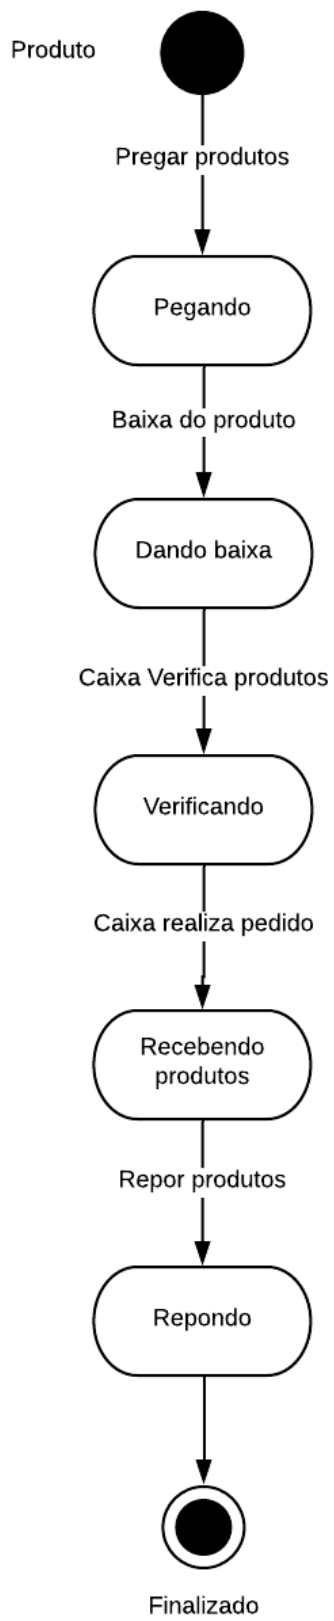 Produto
Pregar produtos
Pegando
Baixa do produto
Dando baixa
Caixa Verifica produtos
Verificando
Caixa realiza pedido
Recebendo
produtos
Repor produtos
Repondo
Finalizado